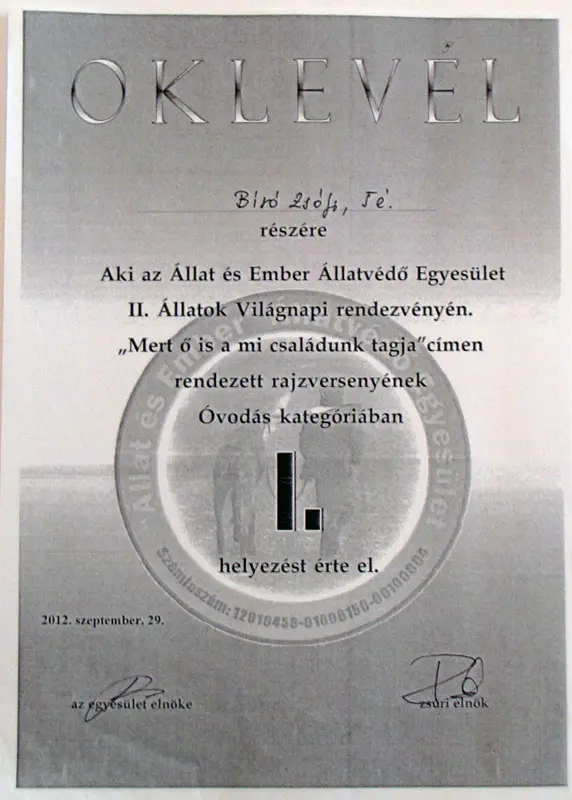 OKLEVÉL
Bíró Zsófi, Té.
részére
Aki az Állat és Ember Állatvédő Egyesület
II. Állatok Világnapi rendezvényén.
„Mert ő is a mi családunk tagja”címen
rendezett rajzversenyének
Óvodás kategóriában
I.
helyezést érte el.
Állat és Ember Állatvédő Egyesület
Számlaszám: 12010458-01006150-00100004
2012. szeptember. 29.
az egyesület elnöke
zsűri elnök